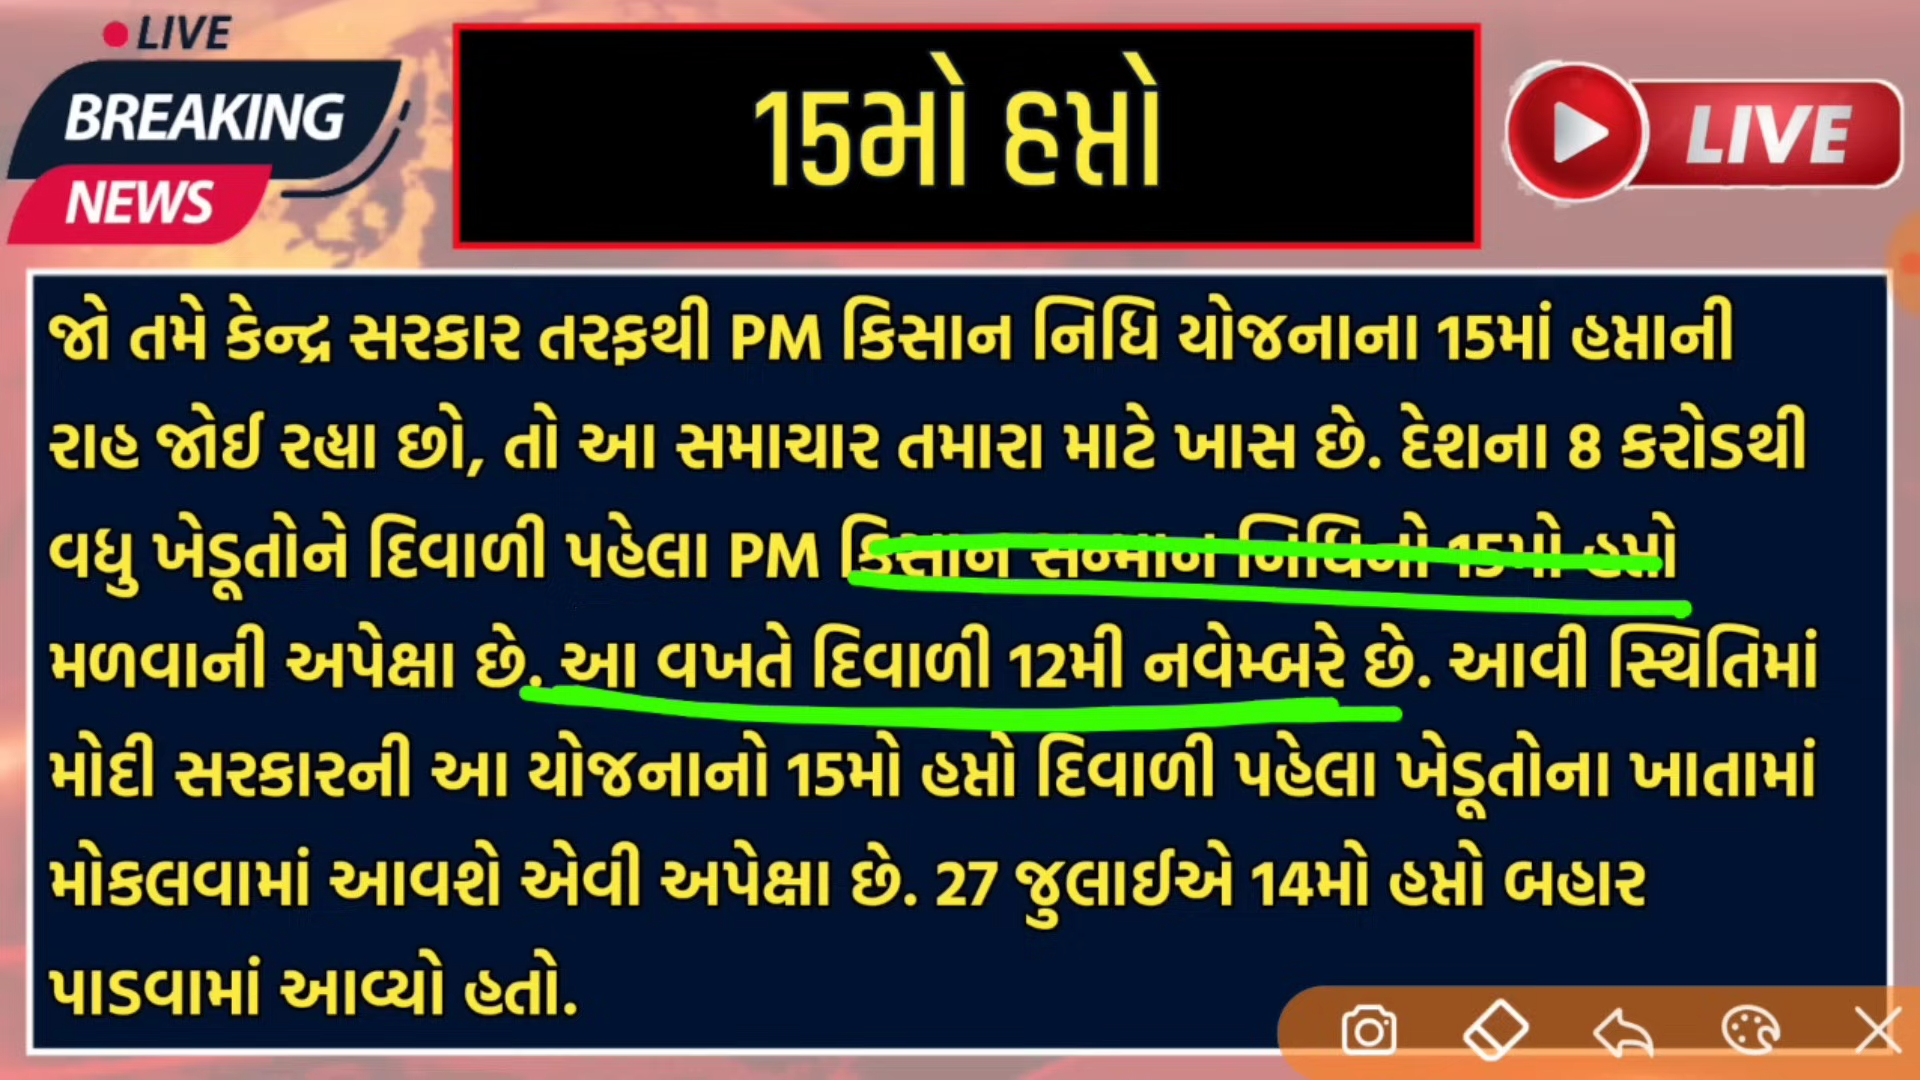 LIVE
BREAKING
NEWS
15મો હપ્તો
LIVE
જો તમે કેન્દ્ર સરકાર તરફથી PM કિસાન નિધિ યોજનાના 15માં હપ્તાની
રાહ જોઈ રહ્યા છો, તો આ સમાચાર તમારા માટે ખાસ છે. દેશના 8 કરોડથી
વધુ ખેડૂતોને દિવાળી પહેલા PM કિસાન સન્માન નિધિનો 15મો હપ્તો
મળવાની અપેક્ષા છે. આ વખતે દિવાળી 12મી નવેમ્બરે છે. આવી સ્થિતિમાં
મોદી સરકારની આ યોજનાનો 15મો હપ્તો દિવાળી પહેલા ખેડૂતોના ખાતામાં
મોકલવામાં આવશે એવી અપેક્ષા છે. 27 જુલાઈએ 14મો હપ્તો બહાર
પાડવામાં આવ્યો હતો.